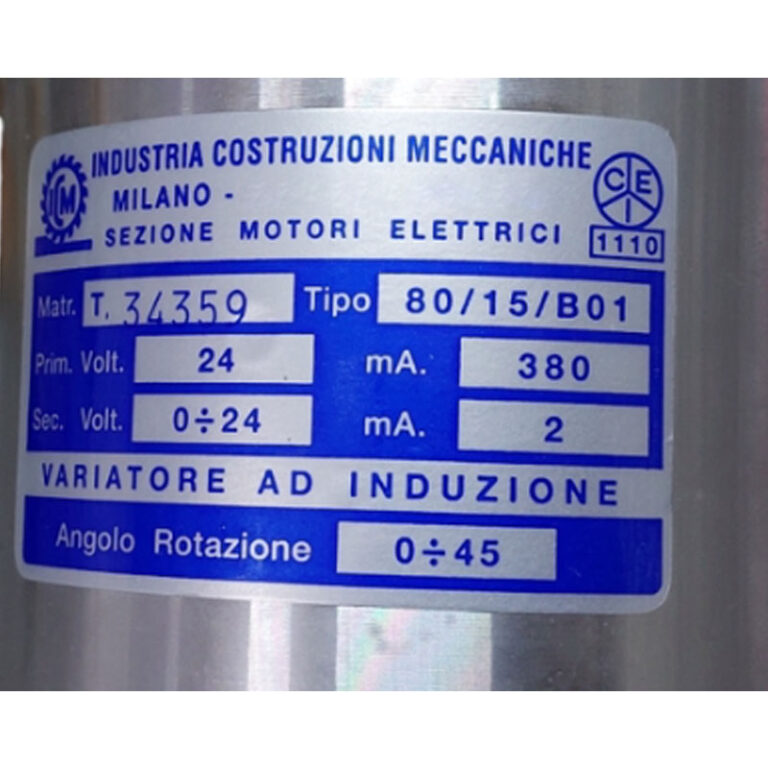 INDUSTRIA COSTRUZIONI MECCANICHE
ICM
MILANO -
SEZIONE MOTORI ELETTRICI
CEI
1110
Matr. T. 34359 Tipo 80/15/B01
Prim. Volt. 24 mA. 380
Sec. Volt. 0÷24 mA. 2
VARIATORE AD INDUZIONE
Angolo Rotazione 0÷45